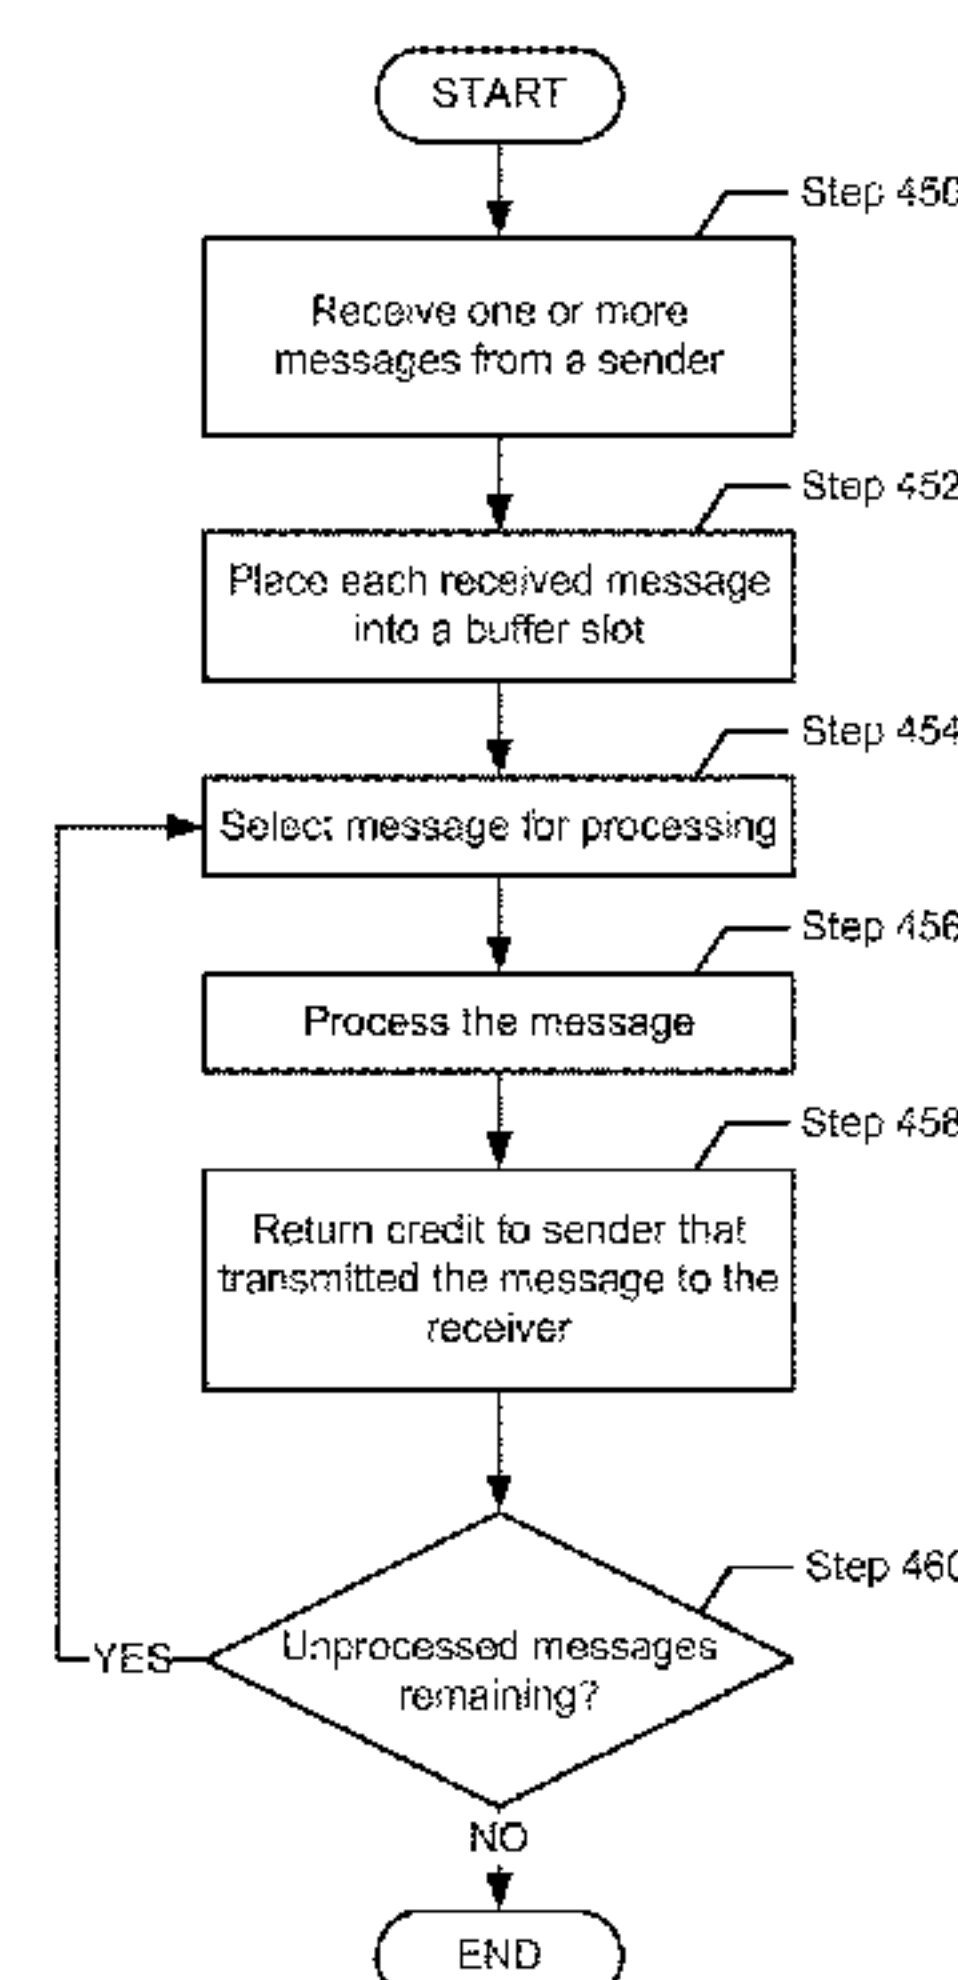 START
Step 450
Receive one or more
messages from a sender
Step 452
Place each received message
into a buffer slot
Step 454
Select message for processing
Step 456
Process the message
Step 458
Return credit to sender that
transmitted the message to the
receiver
Step 460
Unprocessed messages
remaining?
YES
NO
END